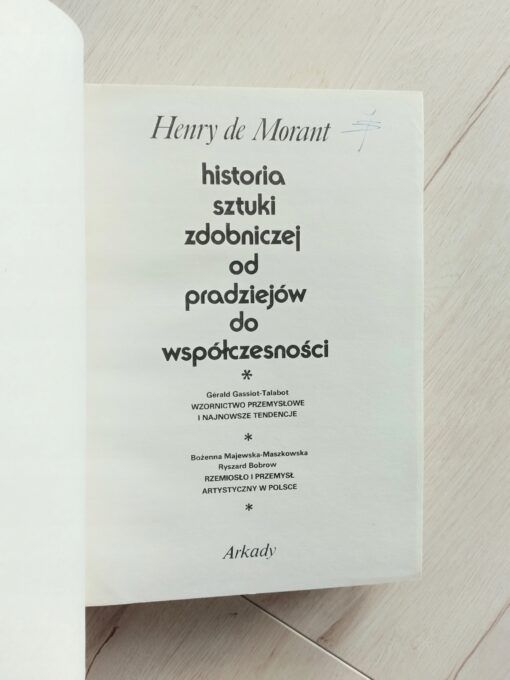 Henry de Morant
historia
sztuki
zdobniczej
od
pradziejów
do
współczesności
*
Gérald Gassiot-Talabot
WZORNICTWO PRZEMYSŁOWE
I NAJNOWSZE TENDENCJE
*
Bożenna Majewska-Maszkowska
Ryszard Bobrow
RZEMIOSŁO I PRZEMYSŁ
ARTYSTYCZNY W POLSCE
*
Arkady